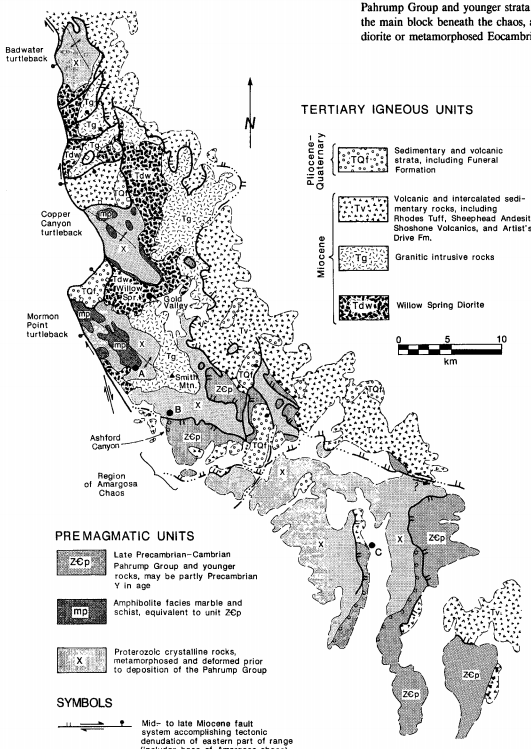 Pahrump Group and younger strata
the main block beneath the chaos, a
diorite or metamorphosed Eocambri
Badwater
turtleback
X
Tg
Tg
Tdw
Tdw
TQf
mp
Copper
Canyon
turtleback
X
Tg
N
TERTIARY IGNEOUS UNITS
Pliocene-
Quaternary
TQf
Sedimentary and volcanic
strata, including Funeral
Formation
Miocene
Tv
Volcanic and intercalated sedi-
mentary rocks, including
Rhodes Tuff, Sheephead Andesit
Shoshone Volcanics, and Artist's
Drive Fm.
Tg
Granitic intrusive rocks
Tdw
Willow Spring Diorite
0 5 10
km
TQf
Tdw
Willow
Spr.
Gold
Valley
Mormon
Point
turtleback
mp
mp
X
A
Tg
Tv
Smith
Mtn.
TQf
ZЄp
X
B
ZЄp
Ashford
Canyon
TQf
TQf
Tv
Region
of Amargosa
Chaos
X
X
C
X
ZЄp
Tv
ZЄp
ZЄp
PREMAGMATIC UNITS
ZЄp
Late Precambrian-Cambrian
Pahrump Group and younger
rocks, may be partly Precambrian
Y in age
mp
Amphibolite facies marble and
schist, equivalent to unit ZЄp
X
Proterozoic crystalline rocks,
metamorphosed and deformed prior
to deposition of the Pahrump Group
SYMBOLS
Mid- to late Miocene fault
system accomplishing tectonic
denudation of eastern part of range